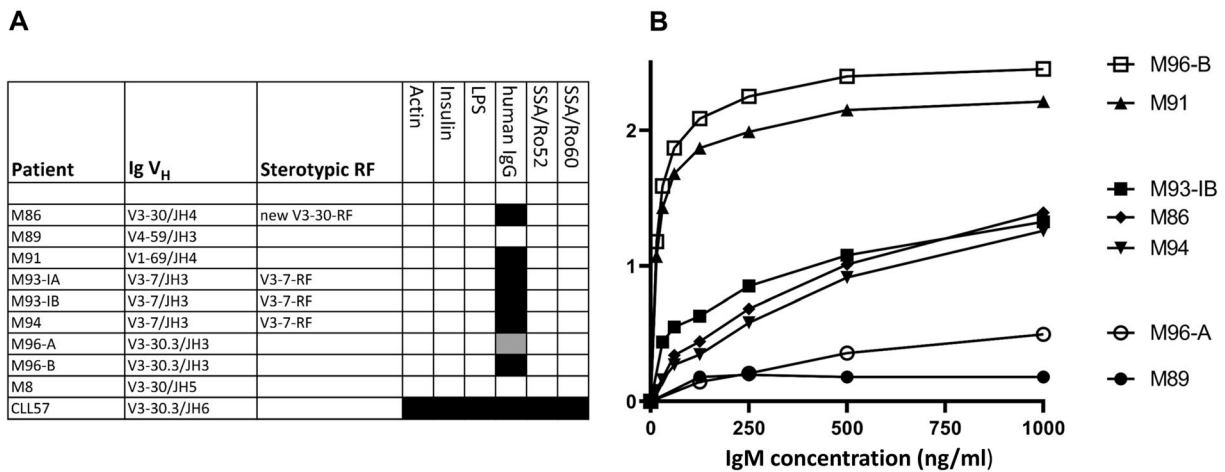 A
Patient Ig V_H Sterotypic RF Actin Insulin LPS human IgG SSA/Ro52 SSA/Ro60
M86 V3-30/JH4 new V3-30-RF
M89 V4-59/JH3
M91 V1-69/JH4
M93-IA V3-7/JH3 V3-7-RF
M93-IB V3-7/JH3 V3-7-RF
M94 V3-7/JH3 V3-7-RF
M96-A V3-30.3/JH3
M96-B V3-30.3/JH3
M8 V3-30/JH5
CLL57 V3-30.3/JH6
B
2
1
0
0 250 500 750 1000
IgM concentration (ng/ml)
M96-B
M91
M93-IB
M86
M94
M96-A
M89